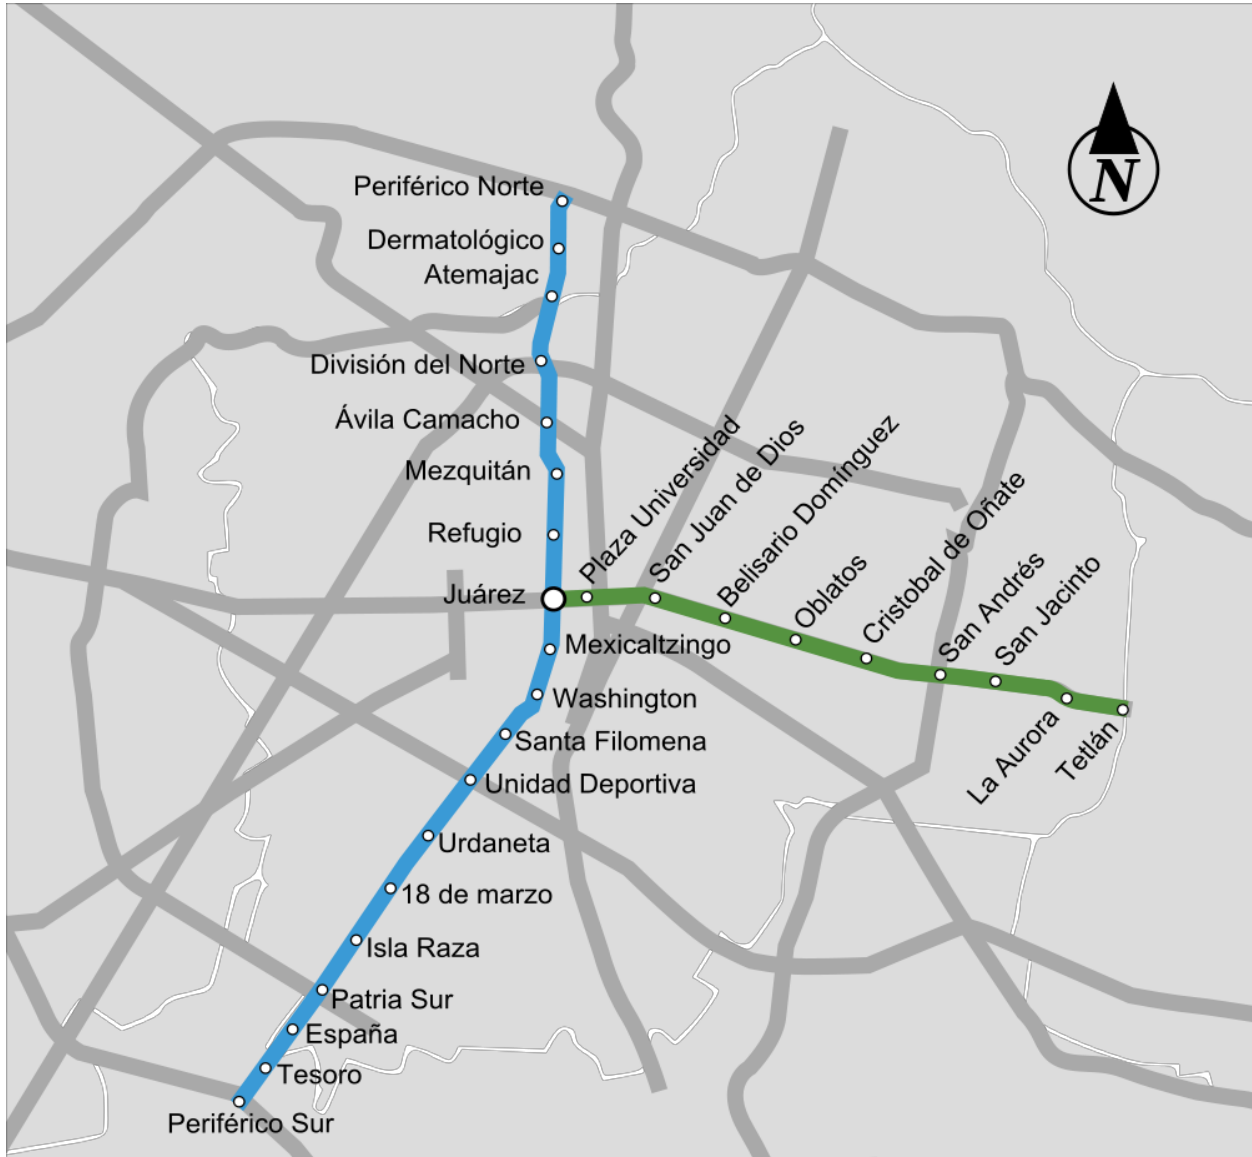 N
Periférico Norte
Dermatológico
Atemajac
División del Norte
Ávila Camacho
Mezquitán
Refugio
Juárez
Plaza Universidad
San Juan de Dios
Belisario Domínguez
Oblatos
Cristobal de Oñate
San Andrés
San Jacinto
La Aurora
Tetlán
Mexicaltzingo
Washington
Santa Filomena
Unidad Deportiva
Urdaneta
18 de marzo
Isla Raza
Patria Sur
España
Tesoro
Periférico Sur